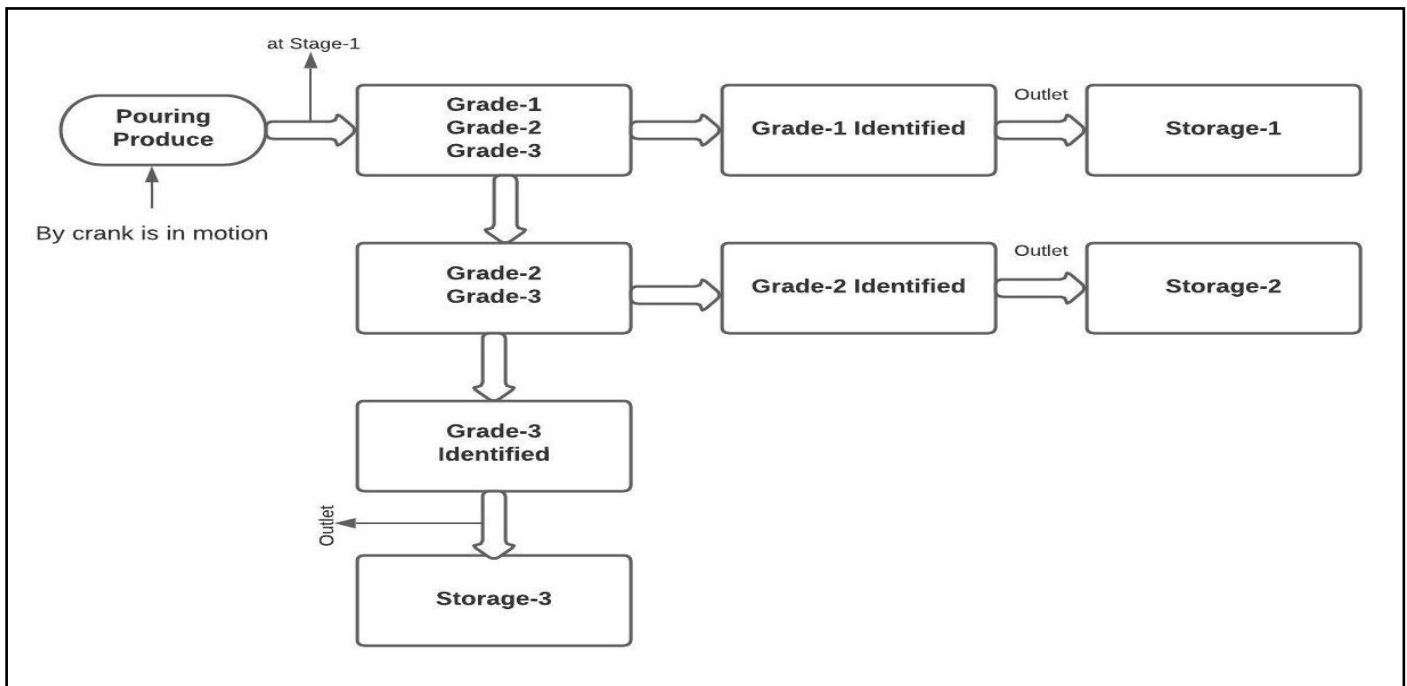 at Stage-1
Pouring
Produce
By crank is in motion
Grade-1
Grade-2
Grade-3
Grade-1 Identified
Outlet
Storage-1
Grade-2
Grade-3
Grade-2 Identified
Outlet
Storage-2
Grade-3
Identified
Outlet
Storage-3